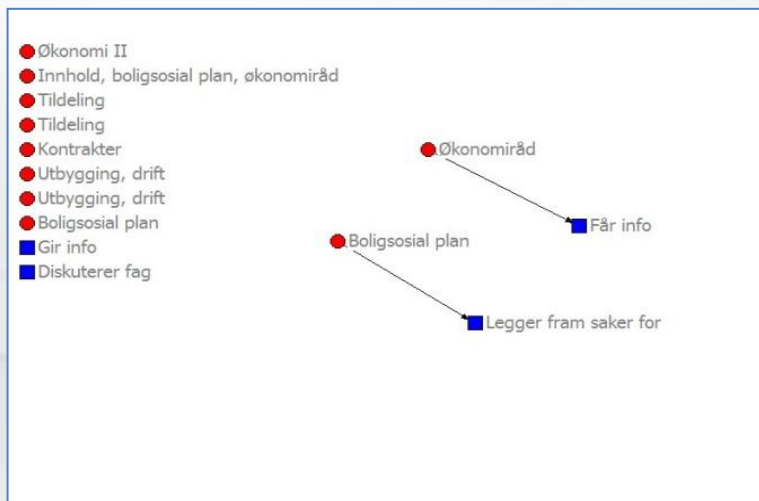 Økonomi II
Innhold, boligsosial plan, økonomiråd
Tildeling
Tildeling
Kontrakter
Utbygging, drift
Utbygging, drift
Boligsosial plan
Gir info
Diskuterer fag
Økonomiråd
Får info
Boligsosial plan
Legger fram saker for